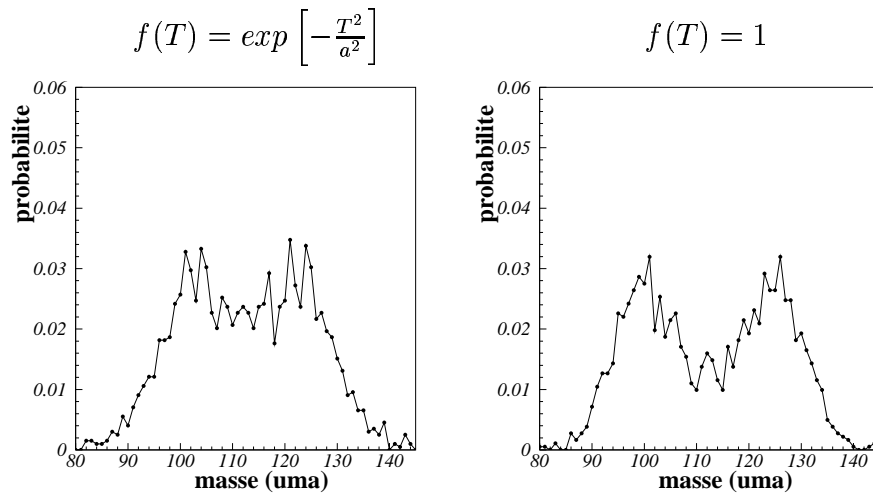 f(T) = exp [−T²/a²]
f(T) = 1
probabilite
0.06
0.05
0.04
0.03
0.02
0.01
0
80 90 100 110 120 130 140
masse (uma)
probabilite
0.06
0.05
0.04
0.03
0.02
0.01
0
80 90 100 110 120 130 140
masse (uma)